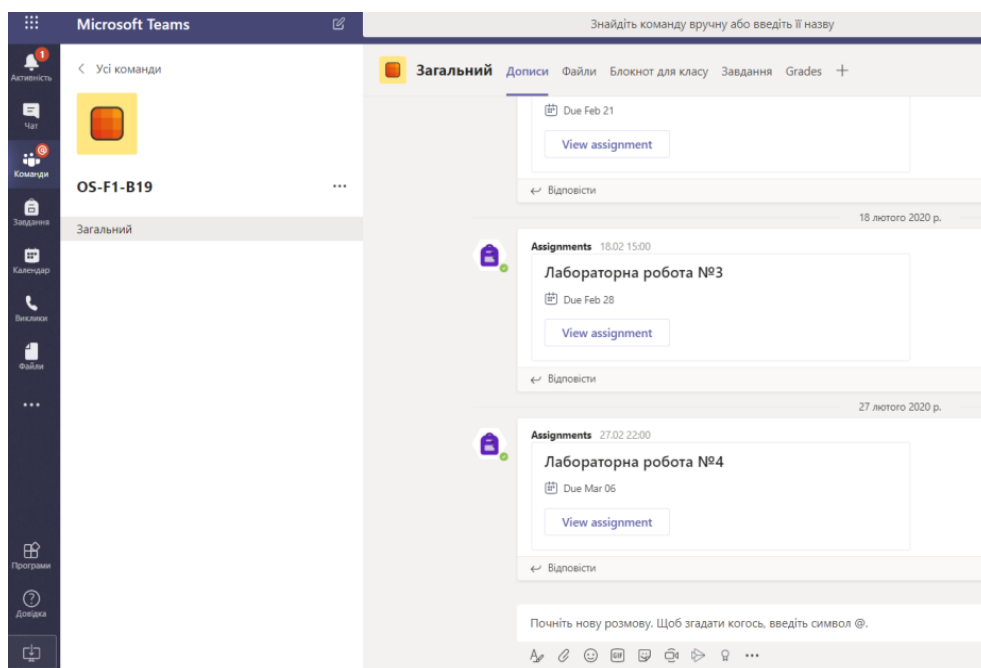 Microsoft Teams
Знайдіть команду вручну або введіть її назву
1
Активність
Чат
@
Команди
Завдання
Календар
Виклики
Файли
Програми
Довідка
Усі команди
OS-F1-B19
Загальний
Загальний Дописи Файли Блокнот для класу Завдання Grades
Due Feb 21
View assignment
Відповісти
18 лютого 2020 р.
Assignments 18.02 15:00
Лабораторна робота №3
Due Feb 28
View assignment
Відповісти
27 лютого 2020 р.
Assignments 27.02 22:00
Лабораторна робота №4
Due Mar 06
View assignment
Відповісти
Почніть нову розмову. Щоб згадати когось, введіть символ @.
GIF